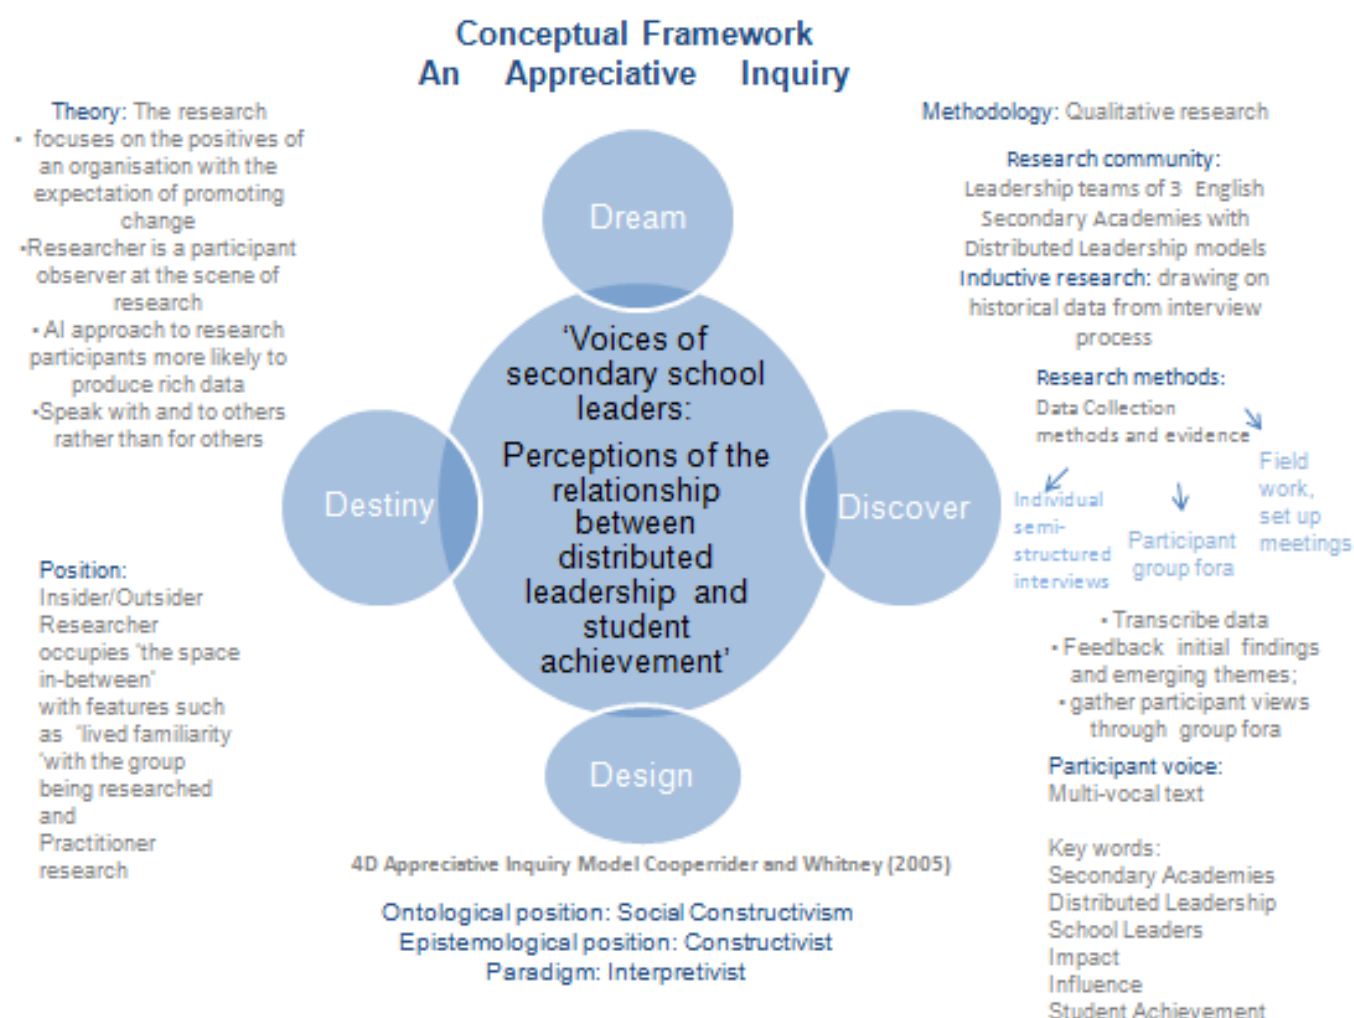 Conceptual Framework
An Appreciative Inquiry
Theory: The research
• focuses on the positives of
an organisation with the
expectation of promoting
change
•Researcher is a participant
observer at the scene of
research
• AI approach to research
participants more likely to
produce rich data
•Speak with and to others
rather than for others
Position:
Insider/Outsider
Researcher
occupies 'the space
in-between'
with features such
as 'lived familiarity
'with the group
being researched
and
Practitioner
research
Dream
'Voices of
secondary school
leaders:
Perceptions of the
relationship
between
distributed
leadership and
student
achievement'
Destiny
Discover
Design
4D Appreciative Inquiry Model Cooperrider and Whitney (2005)
Ontological position: Social Constructivism
Epistemological position: Constructivist
Paradigm: Interpretivist
Methodology: Qualitative research
Research community:
Leadership teams of 3 English
Secondary Academies with
Distributed Leadership models
Inductive research: drawing on
historical data from interview
process
Research methods:
Data Collection
methods and evidence
Individual
semi-
structured
interviews
Participant
group fora
Field
work,
set up
meetings
• Transcribe data
• Feedback initial findings
and emerging themes;
• gather participant views
through group fora
Participant voice:
Multi-vocal text
Key words:
Secondary Academies
Distributed Leadership
School Leaders
Impact
Influence
Student Achievement